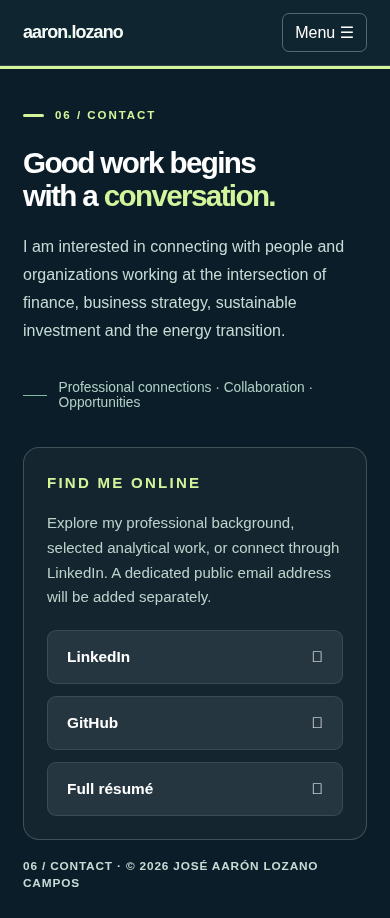 aaron.lozano
Menu ☰
06 / CONTACT
Good work begins
with a conversation.
I am interested in connecting with people and
organizations working at the intersection of
finance, business strategy, sustainable
investment and the energy transition.
Professional connections · Collaboration ·
Opportunities
FIND ME ONLINE
Explore my professional background,
selected analytical work, or connect through
LinkedIn. A dedicated public email address
will be added separately.
LinkedIn
GitHub
Full résumé
06 / CONTACT · © 2026 JOSÉ AARÓN LOZANO
CAMPOS